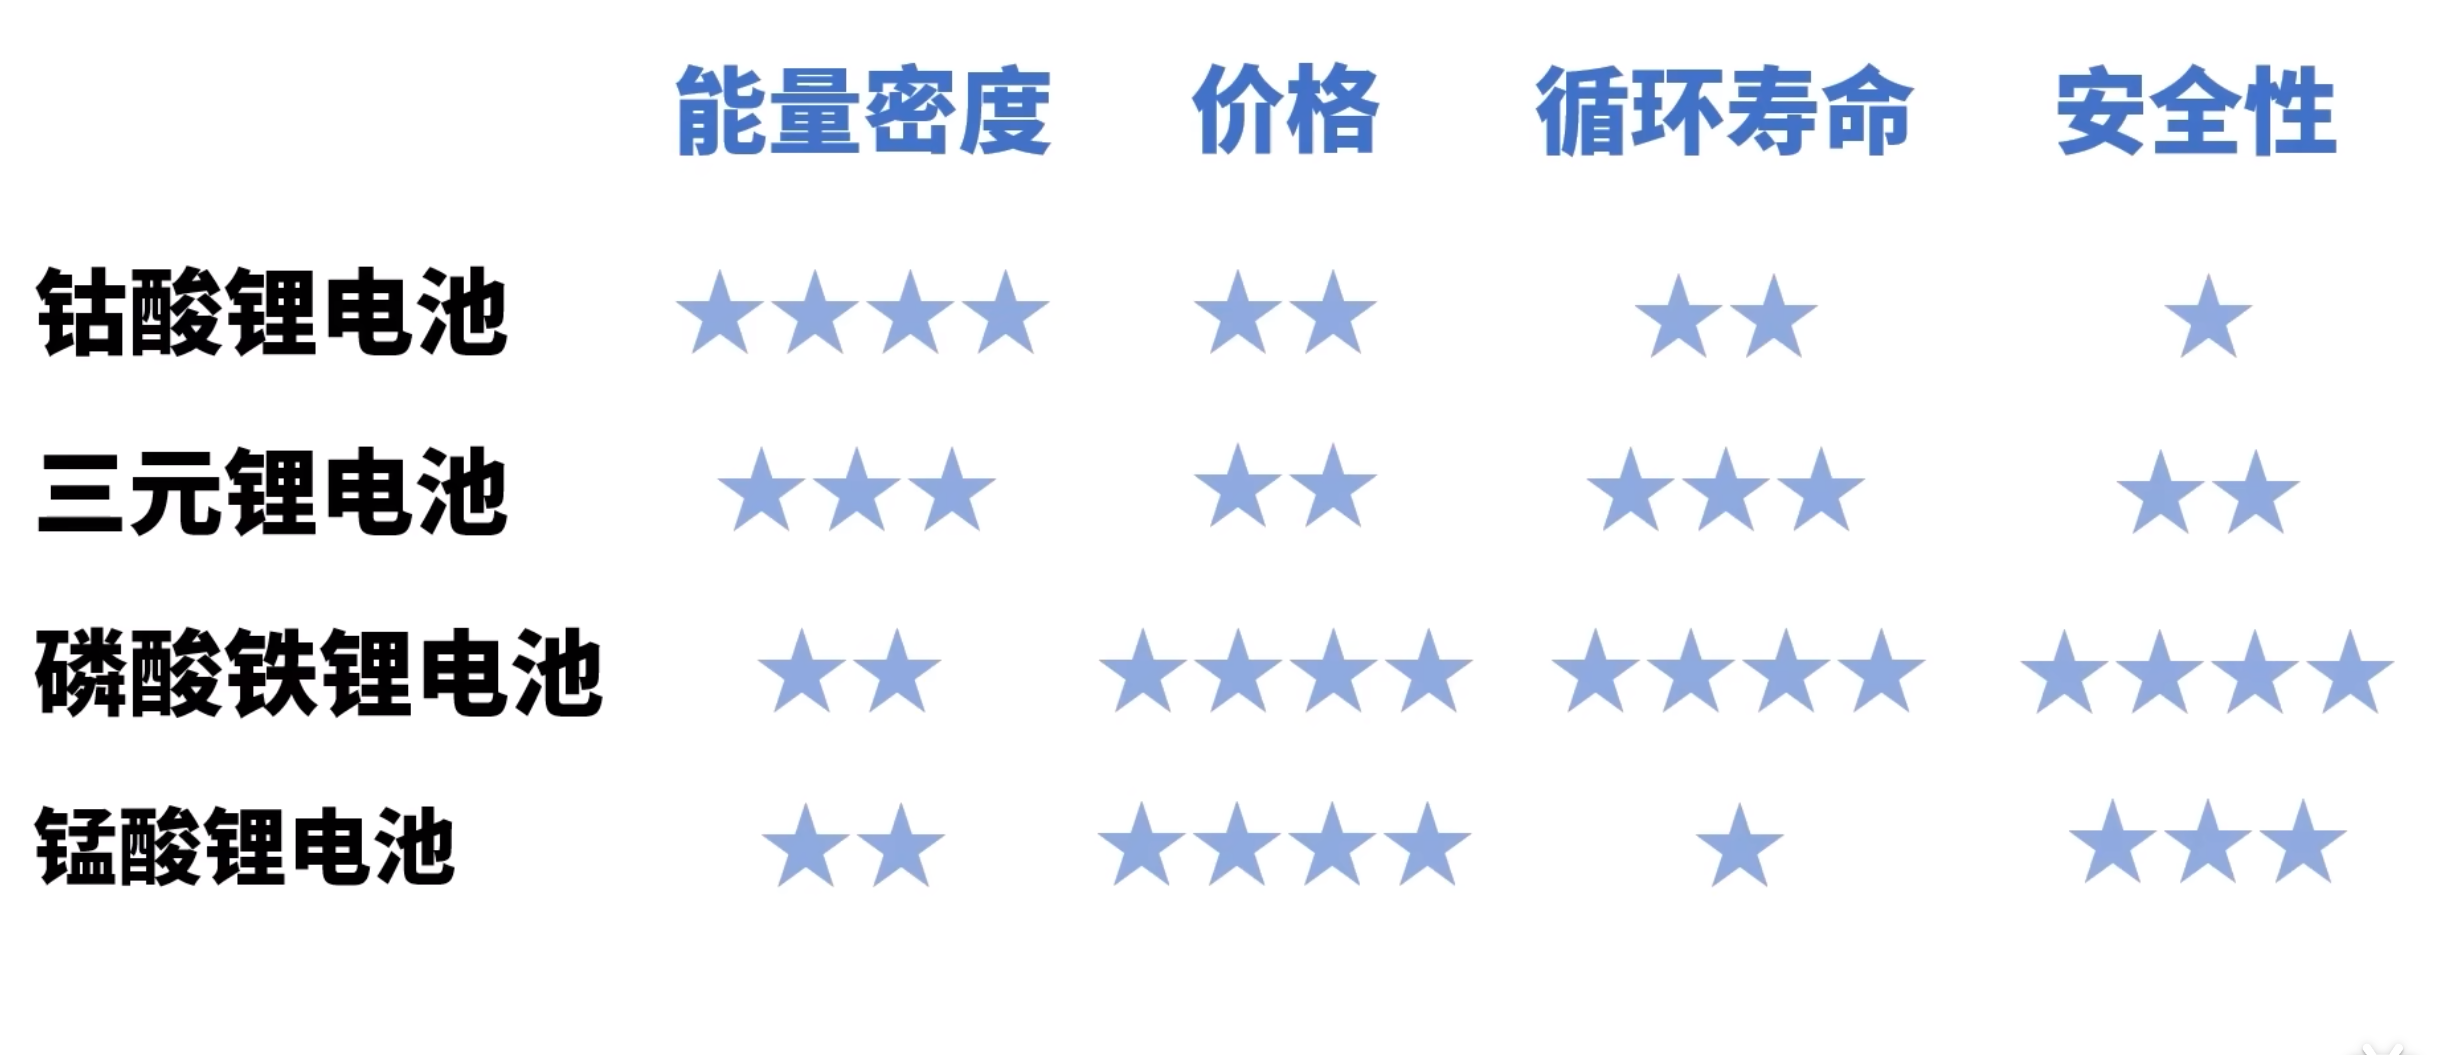 能量密度 价格 循环寿命 安全性
钴酸锂电池 ★★★★ ★★ ★★ ★
三元锂电池 ★★★ ★★ ★★★ ★★
磷酸铁锂电池 ★★ ★★★★ ★★★★ ★★★★
锰酸锂电池 ★★ ★★★★ ★ ★★★